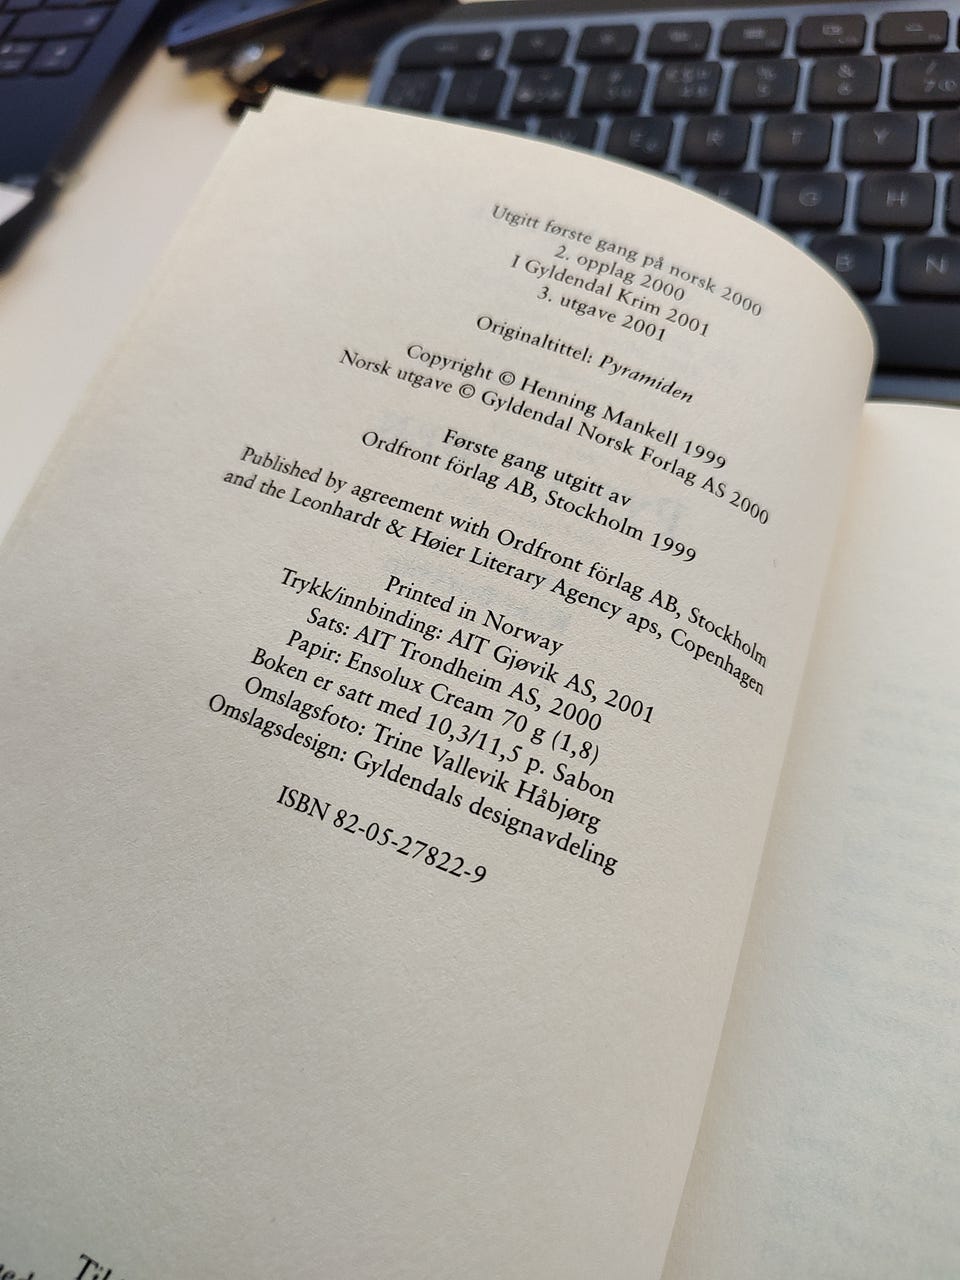 Utgitt første gang på norsk 2000
2. opplag 2000
I Gyldendal Krim 2001
3. utgave 2001
Originaltittel: Pyramiden
Copyright © Henning Mankell 1999
Norsk utgave © Gyldendal Norsk Forlag AS 2000
Første gang utgitt av
Ordfront förlag AB, Stockholm 1999
Published by agreement with Ordfront förlag AB, Stockholm
and the Leonhardt & Høier Literary Agency aps, Copenhagen
Printed in Norway
Trykk/innbinding: AIT Gjøvik AS, 2001
Sats: AIT Trondheim AS, 2000
Papir: Ensolux Cream 70 g (1,8)
Boken er satt med 10,3/11,5 p. Sabon
Omslagsfoto: Trine Vallevik Håbjørg
Omslagsdesign: Gyldendals designavdeling
ISBN 82-05-27822-9